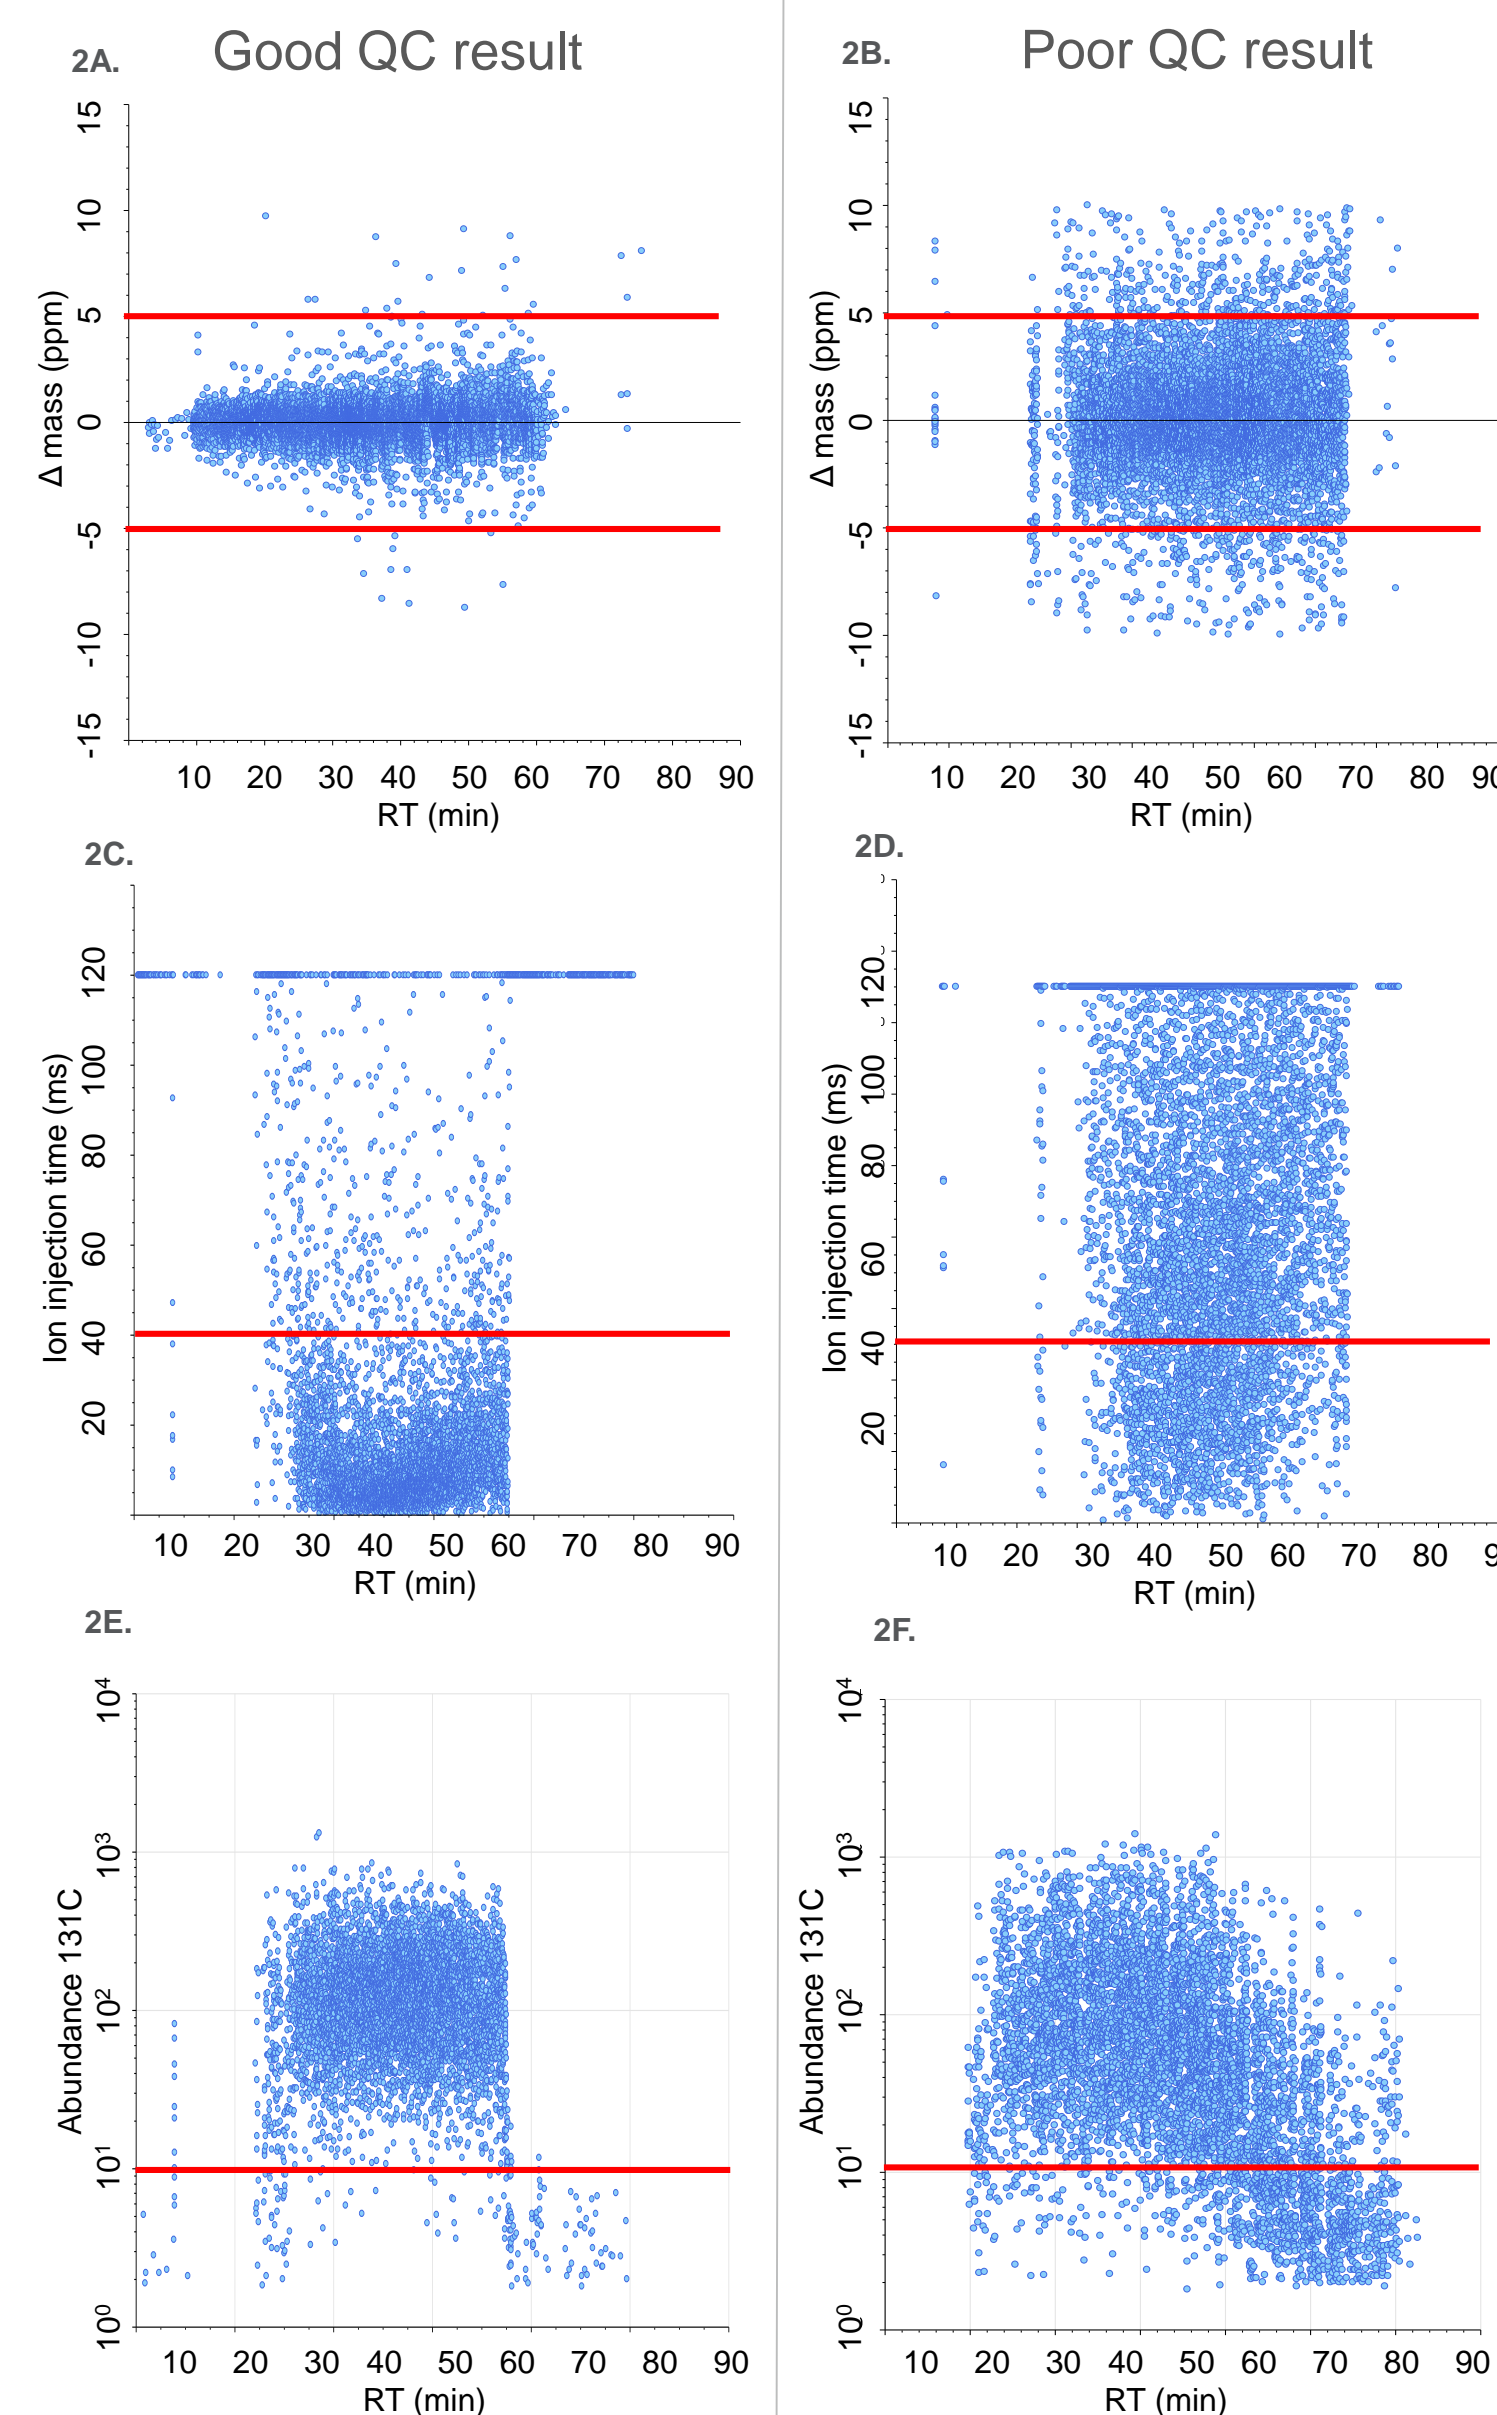 2A. Good QC result
2B. Poor QC result
15
10
5
0
-5
-10
-15
Δ mass (ppm)
10 20 30 40 50 60 70 80 90
RT (min)
15
10
5
0
-5
-10
-15
Δ mass (ppm)
10 20 30 40 50 60 70 80
RT (min)
2C.
120
100
80
60
40
20
Ion injection time (ms)
10 20 30 40 50 60 70 80 90
RT (min)
2D.
120
100
80
60
40
20
Ion injection time (ms)
10 20 30 40 50 60 70 80
RT (min)
2E.
10⁴
10³
10²
10¹
10⁰
Abundance 131C
10 20 30 40 50 60 70 80 90
RT (min)
2F.
10⁴
10³
10²
10¹
10⁰
Abundance 131C
10 20 30 40 50 60 70 80 90
RT (min)